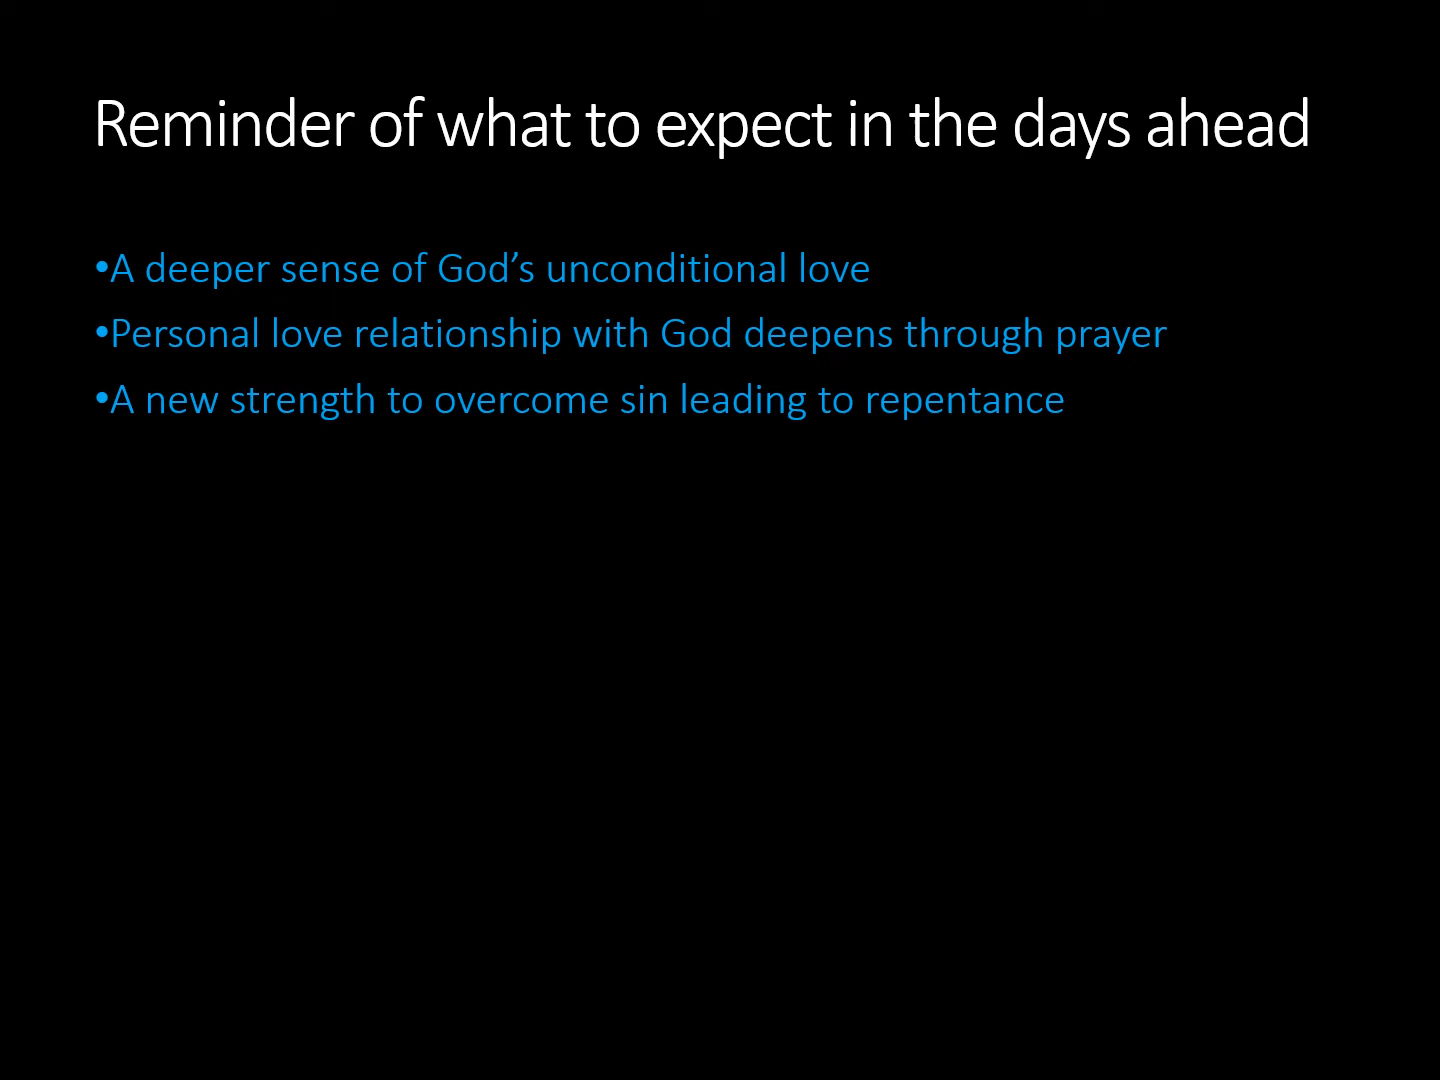 Reminder of what to expect in the days ahead
•A deeper sense of God’s unconditional love
•Personal love relationship with God deepens through prayer
•A new strength to overcome sin leading to repentance